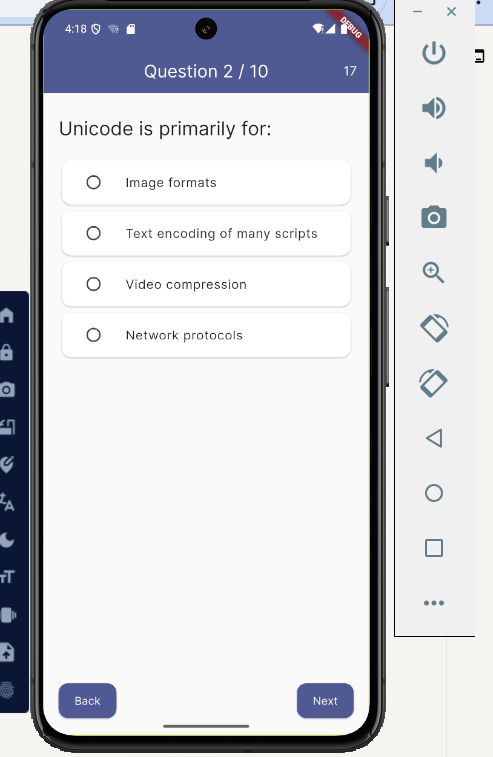 4:18
DEBUG
Question 2 / 10
17
Unicode is primarily for:
Image formats
Text encoding of many scripts
Video compression
Network protocols
Back
Next